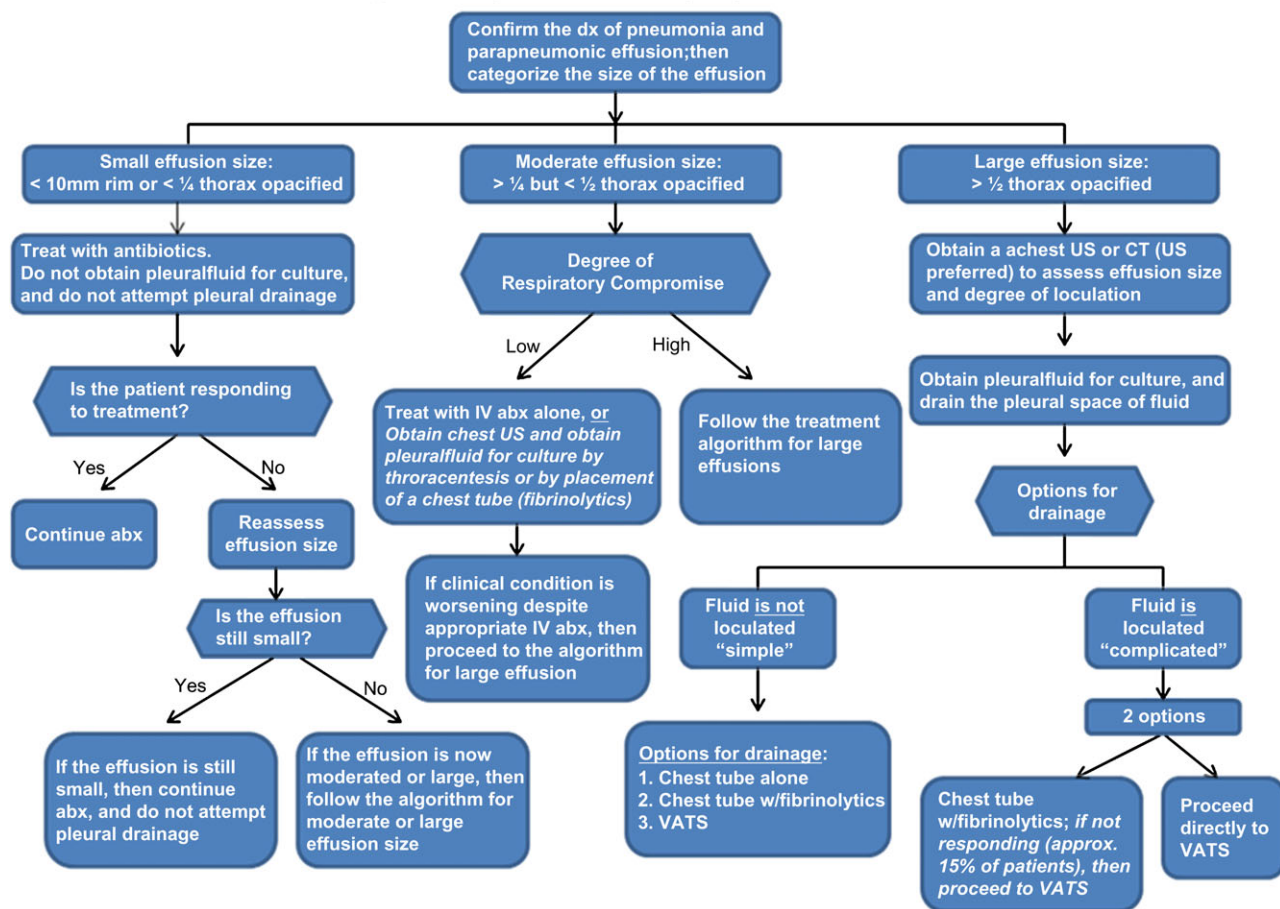 Confirm the dx of pneumonia and
parapneumonic effusion;then
categorize the size of the effusion
Small effusion size:
< 10mm rim or < ¼ thorax opacified
Moderate effusion size:
> ¼ but < ½ thorax opacified
Large effusion size:
> ½ thorax opacified
Treat with antibiotics.
Do not obtain pleuralfluid for culture,
and do not attempt pleural drainage
Degree of
Respiratory Compromise
Obtain a achest US or CT (US
preferred) to assess effusion size
and degree of loculation
Low
High
Is the patient responding
to treatment?
Obtain pleuralfluid for culture, and
drain the pleural space of fluid
Treat with IV abx alone, or
Obtain chest US and obtain
pleuralfluid for culture by
throracentesis or by placement
of a chest tube (fibrinolytics)
Follow the treatment
algorithm for large
effusions
Yes
No
Options for
drainage
Continue abx
Reassess
effusion size
If clinical condition is
worsening despite
appropriate IV abx, then
proceed to the algorithm
for large effusion
Fluid is not
loculated
“simple”
Fluid is
loculated
“complicated”
Is the effusion
still small?
Yes
No
2 options
If the effusion is still
small, then continue
abx, and do not attempt
pleural drainage
If the effusion is now
moderated or large, then
follow the algorithm for
moderate or large
effusion size
Options for drainage:
1. Chest tube alone
2. Chest tube w/fibrinolytics
3. VATS
Chest tube
w/fibrinolytics; if not
responding (approx.
15% of patients), then
proceed to VATS
Proceed
directly to
VATS